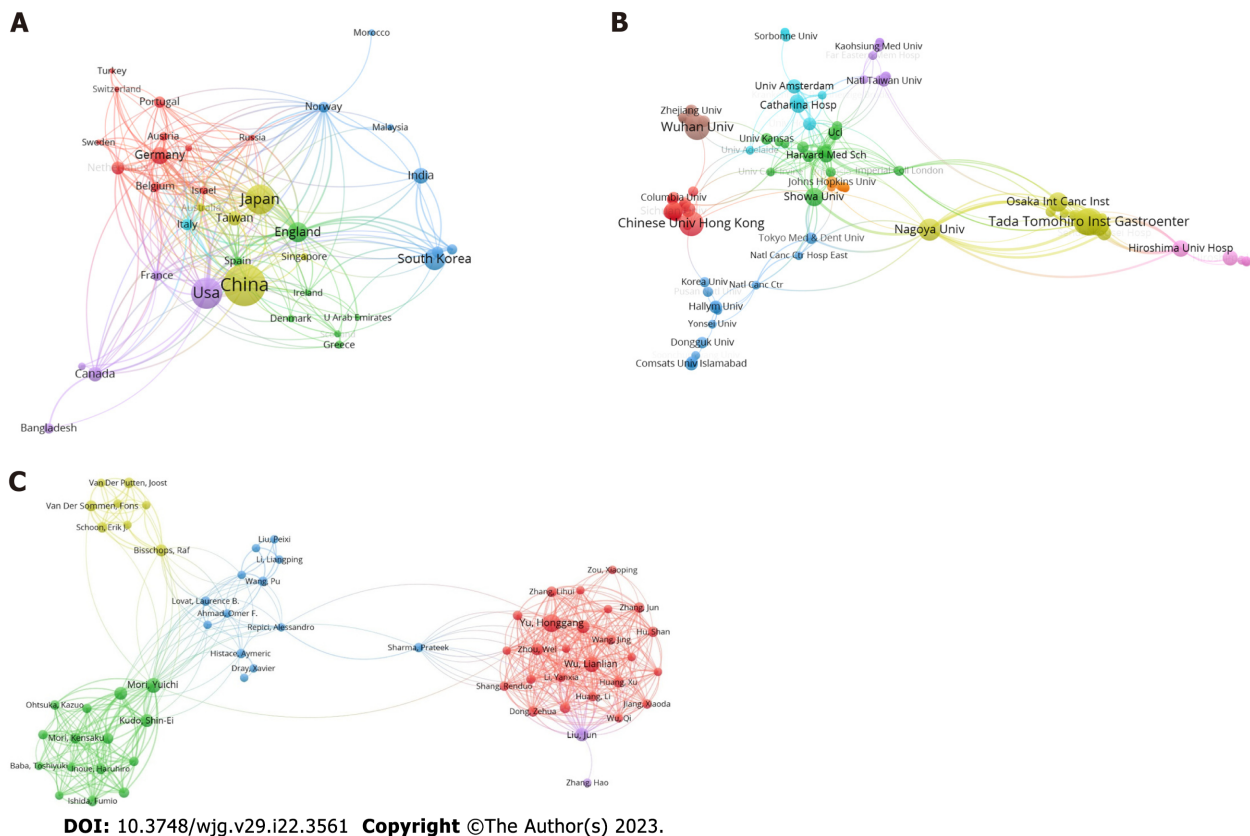 A
Morocco
Turkey
Switzerland
Portugal
Norway
Malaysia
Austria
Russia
Sweden
Germany
India
Belgium
Israel
Japan
Australia
Taiwan
Italy
England
South Korea
Spain
Singapore
France
China
Usa
Ireland
Denmark
U Arab Emirates
Greece
Canada
Bangladesh
B
Sorbonne Univ
Kaohsiung Med Univ
Natl Taiwan Univ
Univ Amsterdam
Catharina Hosp
Zhejiang Univ
Wuhan Univ
Ucl
Univ Kansas
Univ Adelaide
Harvard Med Sch
Imperial Coll London
Johns Hopkins Univ
Columbia Univ
Showa Univ
Chinese Univ Hong Kong
Osaka Int Canc Inst
Tada Tomohiro Inst Gastroenter
Nagoya Univ
Tokyo Med & Dent Univ
Hiroshima Univ Hosp
Natl Canc Ctr Hosp East
Korea Univ
Natl Canc Ctr
Hallym Univ
Yonsei Univ
Dongguk Univ
Comsats Univ Islamabad
C
Van Der Putten, Joost
Van Der Sommen, Fons
Schoon, Erik J.
Bisschops, Raf
Liu, Peixi
Li, Liangping
Wang, Pu
Lovat, Laurence B.
Ahmad, Omer F.
Repici, Alessandro
Histace, Aymeric
Dray, Xavier
Sharma, Prateek
Zou, Xiaoping
Zhang, Lihui
Zhang, Jun
Yu, Honggang
Hu, Shan
Wang, Jing
Zhou, Wei
Wu, Lianlian
Li, Yanxia
Shang, Renduo
Huang, Xu
Huang, Li
Jiang, Xiaoda
Dong, Zehua
Wu, Qi
Liu, Jun
Zhang, Hao
Mori, Yuichi
Ohtsuka, Kazuo
Kudo, Shin-Ei
Mori, Kensaku
Baba, Toshiyuki
Inoue, Haruhiro
Ishida, Fumio
DOI: 10.3748/wjg.v29.i22.3561 Copyright ©The Author(s) 2023.